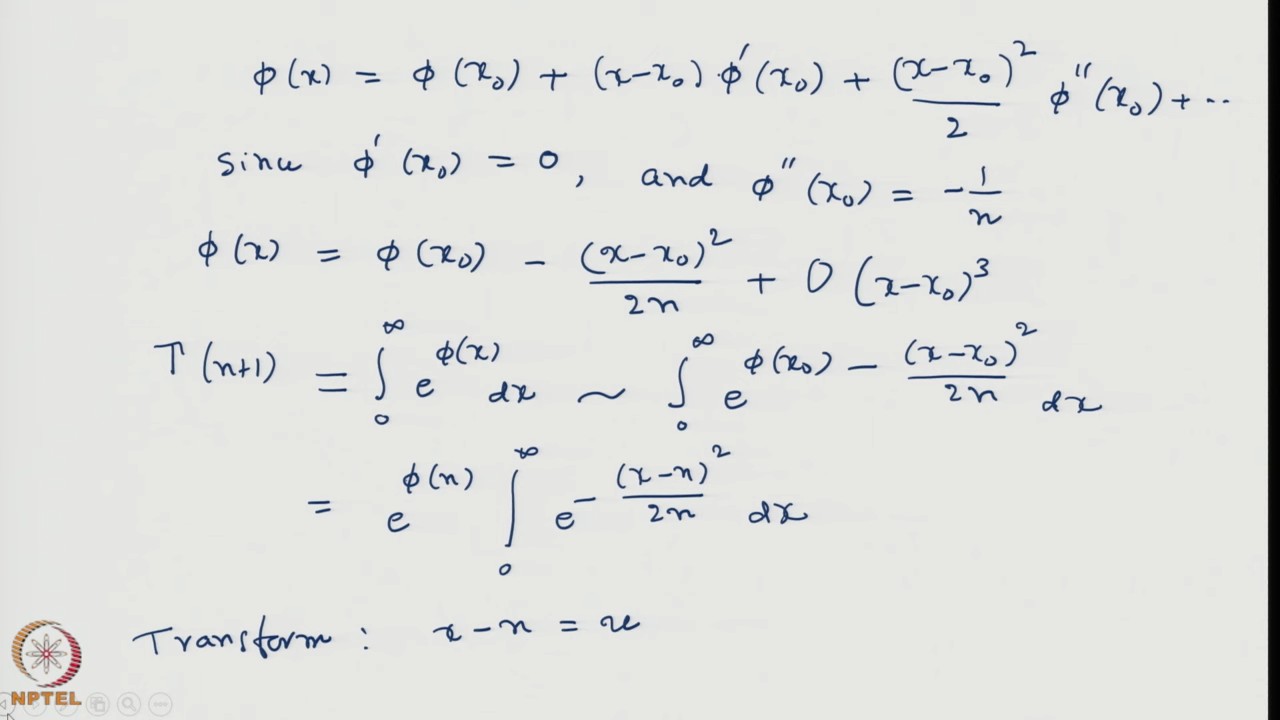 ϕ(x) = ϕ(x₀) + (x-x₀)·ϕ′(x₀) + (x-x₀)²/2 ϕ″(x₀) + ..
sinu ϕ′(x₀) = 0, and ϕ″(x₀) = -1/n
ϕ(x) = ϕ(x₀) - (x-x₀)²/2n + O(x-x₀)³
Γ(n+1) = ∫₀^∞ e^{ϕ(x)} dx ~ ∫₀^∞ e^{ϕ(x₀) - (x-x₀)²/2n} dx
= e^{ϕ(n)} ∫₀^∞ e^{-(x-n)²/2n} dx
Transform: x-n = u
NPTEL